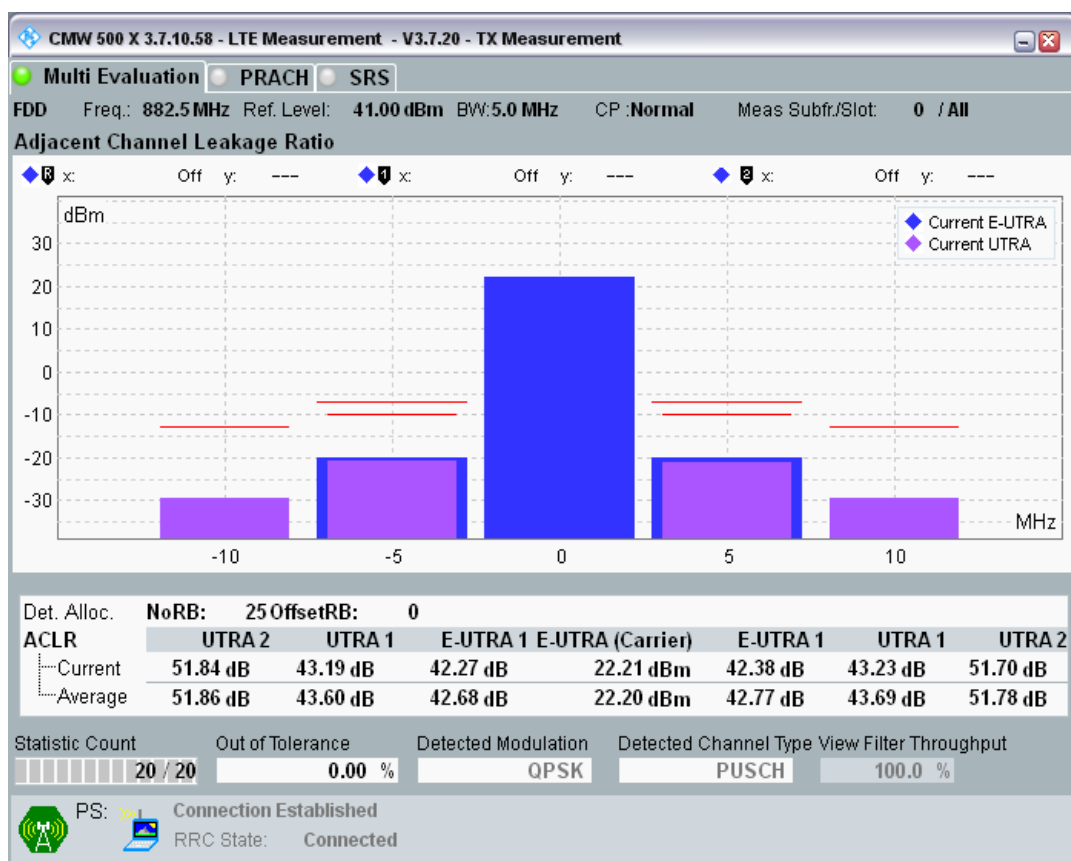 CMW 500 X 3.7.10.58 - LTE Measurement - V3.7.20 - TX Measurement
Multi Evaluation PRACH SRS
FDD Freq.: 882.5 MHz Ref. Level: 41.00 dBm BW:5.0 MHz CP :Normal Meas Subfr./Slot: 0 / All
Adjacent Channel Leakage Ratio
R x: Off y: --- 1 x: Off y: --- 2 x: Off y: ---
dBm
Current E-UTRA
Current UTRA
30
20
10
0
-10
-20
-30
MHz
-10 -5 0 5 10
Det. Alloc. NoRB: 25 OffsetRB: 0
ACLR UTRA 2 UTRA 1 E-UTRA 1 E-UTRA (Carrier) E-UTRA 1 UTRA 1 UTRA 2
Current 51.84 dB 43.19 dB 42.27 dB 22.21 dBm 42.38 dB 43.23 dB 51.70 dB
Average 51.86 dB 43.60 dB 42.68 dB 22.20 dBm 42.77 dB 43.69 dB 51.78 dB
Statistic Count Out of Tolerance Detected Modulation Detected Channel Type View Filter Throughput
20 / 20 0.00 % QPSK PUSCH 100.0 %
PS: Connection Established
RRC State: Connected